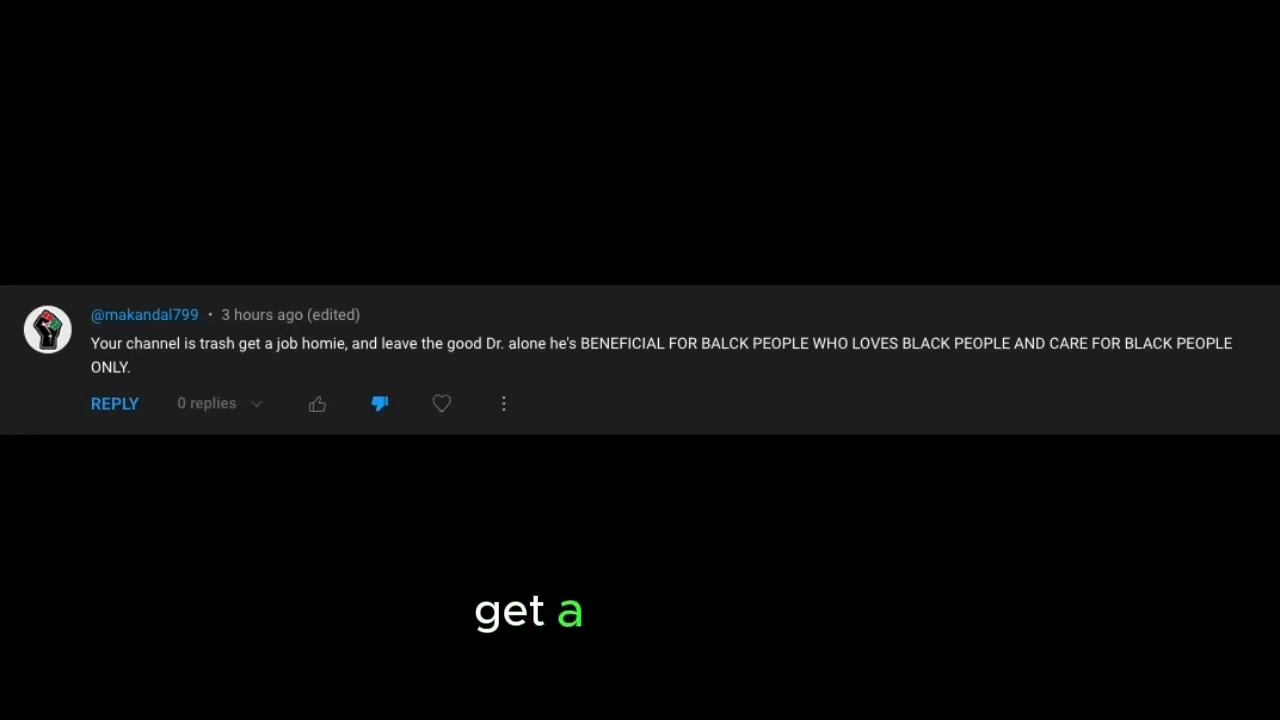 @makandal799 • 3 hours ago (edited)
Your channel is trash get a job homie, and leave the good Dr. alone he's BENEFICIAL FOR BALCK PEOPLE WHO LOVES BLACK PEOPLE AND CARE FOR BLACK PEOPLE
ONLY.
REPLY 0 replies
get a